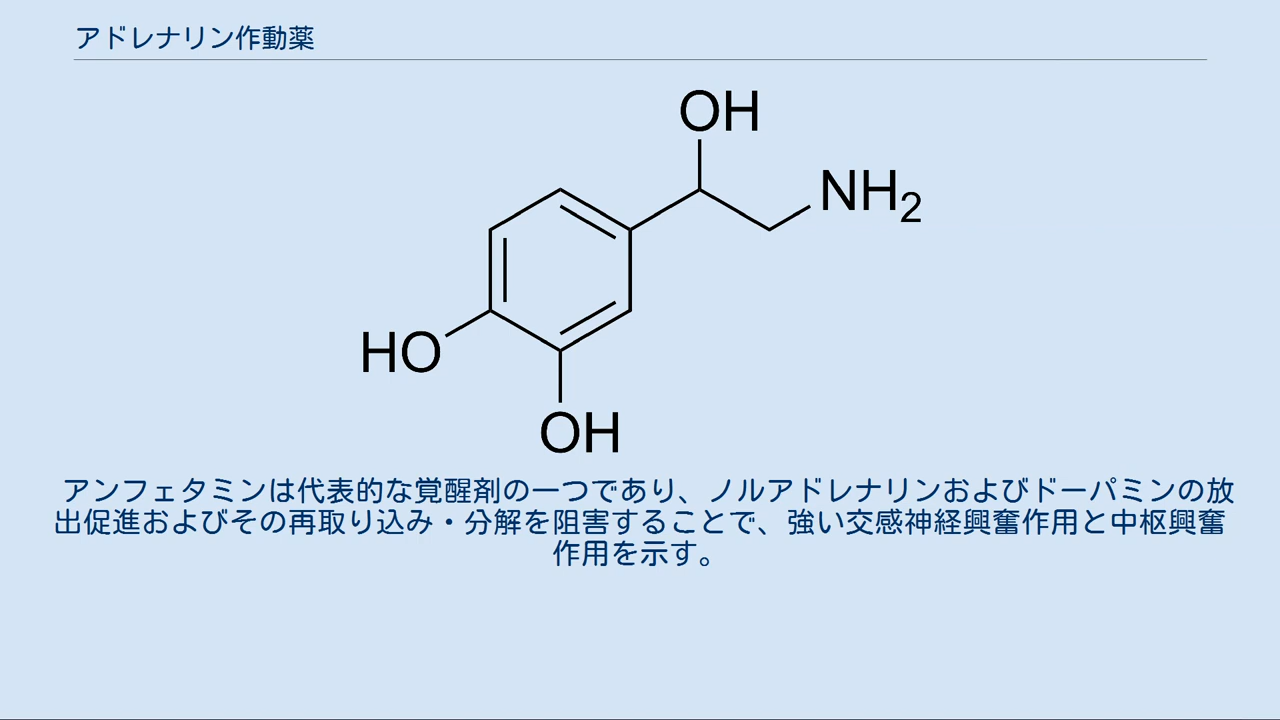 アドレナリン作動薬
OH
NH₂
HO
OH
アンフェタミンは代表的な覚醒剤の一つであり、ノルアドレナリンおよびドーパミンの放
出促進およびその再取り込み・分解を阻害することで、強い交感神経興奮作用と中枢興奮
作用を示す。